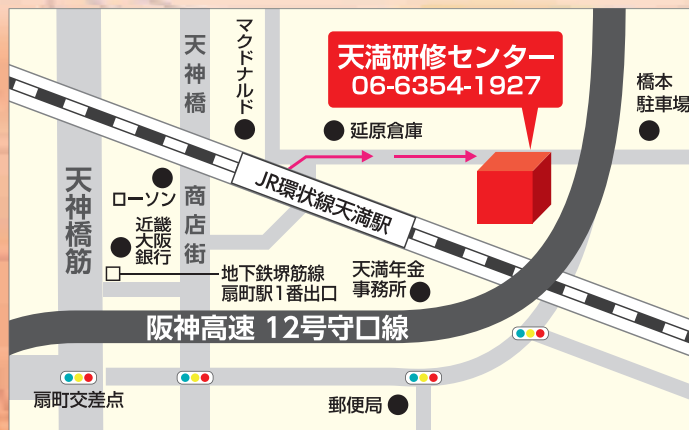 天神橋
マクドナルド
天満研修センター
06-6354-1927
橋本
駐車場
延原倉庫
JR環状線天満駅
ローソン
天神橋筋
商店街
近畿
大阪
銀行
地下鉄堺筋線
扇町駅1番出口
天満年金
事務所
阪神高速 12号守口線
扇町交差点
郵便局